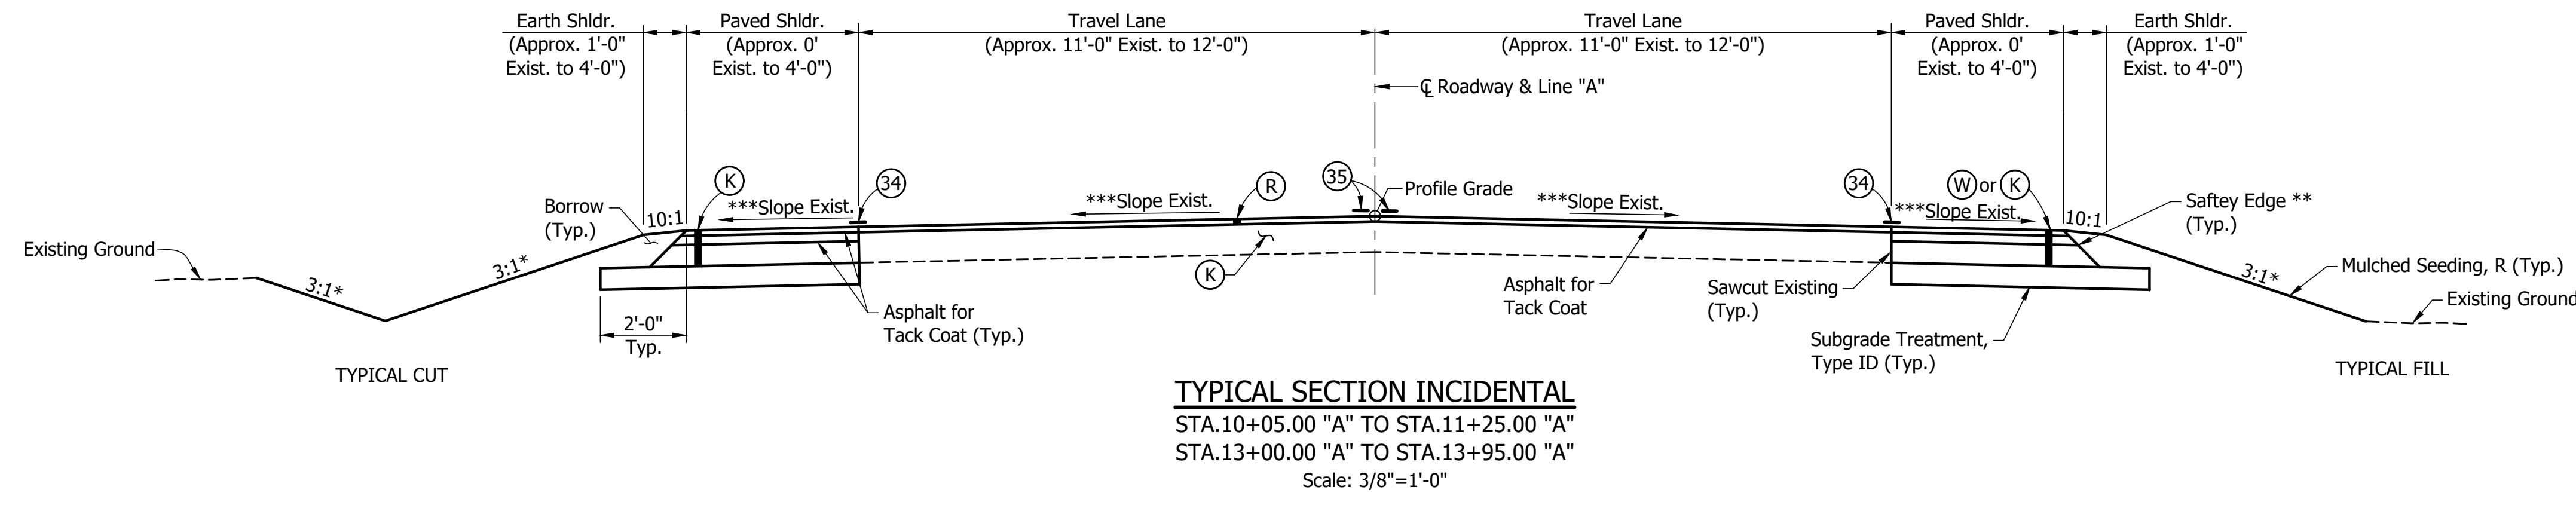 Earth Shldr.
(Approx. 1'-0"
Exist. to 4'-0")
Paved Shldr.
(Approx. 0'
Exist. to 4'-0")
Travel Lane
(Approx. 11'-0" Exist. to 12'-0")
Travel Lane
(Approx. 11'-0" Exist. to 12'-0")
Paved Shldr.
(Approx. 0'
Exist. to 4'-0")
Earth Shldr.
(Approx. 1'-0"
Exist. to 4'-0")
℄ Roadway & Line "A"
Existing Ground
3:1*
3:1*
Borrow
(Typ.)
10:1
K
***Slope Exist.
34
***Slope Exist.
R
35
Profile Grade
***Slope Exist.
34
W or K
***Slope Exist.
10:1
Saftey Edge **
(Typ.)
3:1*
Mulched Seeding, R (Typ.)
Existing Ground
K
2'-0"
Typ.
Asphalt for
Tack Coat (Typ.)
Asphalt for
Tack Coat
Sawcut Existing
(Typ.)
Subgrade Treatment,
Type ID (Typ.)
TYPICAL CUT
TYPICAL FILL
TYPICAL SECTION INCIDENTAL
STA.10+05.00 "A" TO STA.11+25.00 "A"
STA.13+00.00 "A" TO STA.13+95.00 "A"
Scale: 3/8"=1'-0"